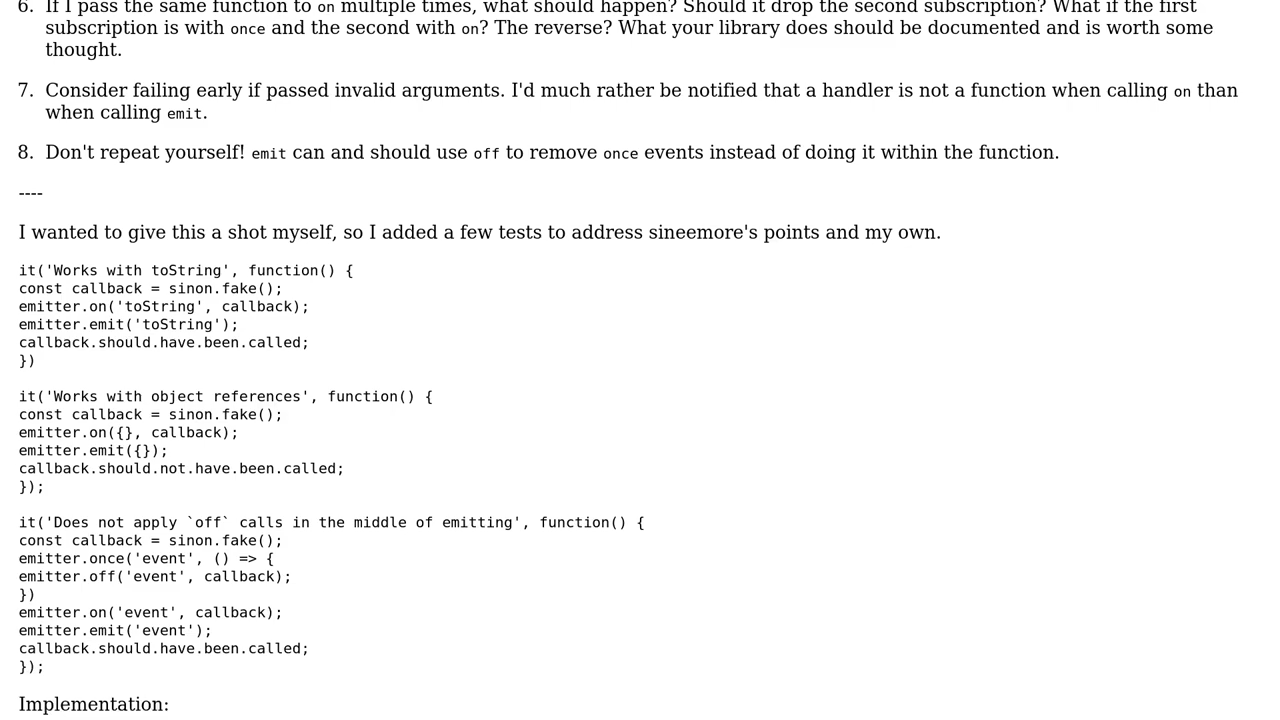 6. If I pass the same function to on multiple times, what should happen? Should it drop the second subscription? What if the first
subscription is with once and the second with on? The reverse? What your library does should be documented and is worth some
thought.
7. Consider failing early if passed invalid arguments. I'd much rather be notified that a handler is not a function when calling on than
when calling emit.
8. Don't repeat yourself! emit can and should use off to remove once events instead of doing it within the function.
----
I wanted to give this a shot myself, so I added a few tests to address sineemore's points and my own.
it('Works with toString', function() {
const callback = sinon.fake();
emitter.on('toString', callback);
emitter.emit('toString');
callback.should.have.been.called;
})
it('Works with object references', function() {
const callback = sinon.fake();
emitter.on({}, callback);
emitter.emit({});
callback.should.not.have.been.called;
});
it('Does not apply `off` calls in the middle of emitting', function() {
const callback = sinon.fake();
emitter.once('event', () => {
emitter.off('event', callback);
})
emitter.on('event', callback);
emitter.emit('event');
callback.should.have.been.called;
});
Implementation: